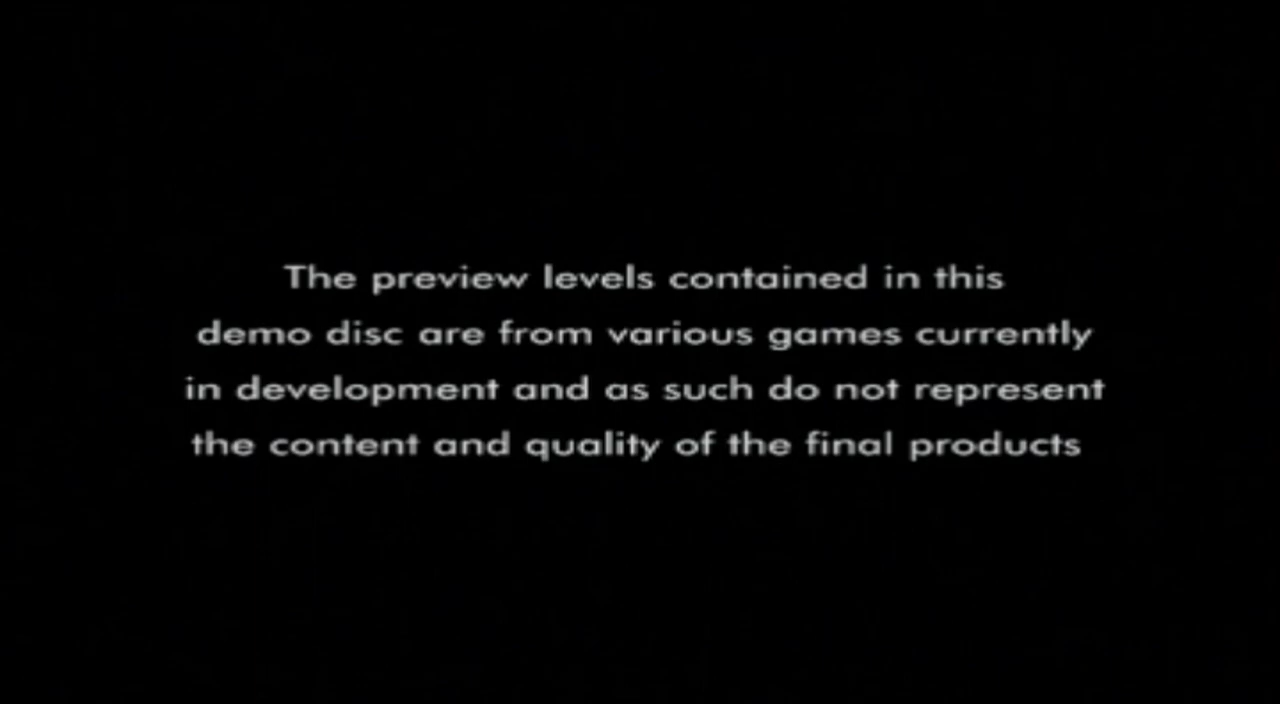 The preview levels contained in this
demo disc are from various games currently
in development and as such do not represent
the content and quality of the final products